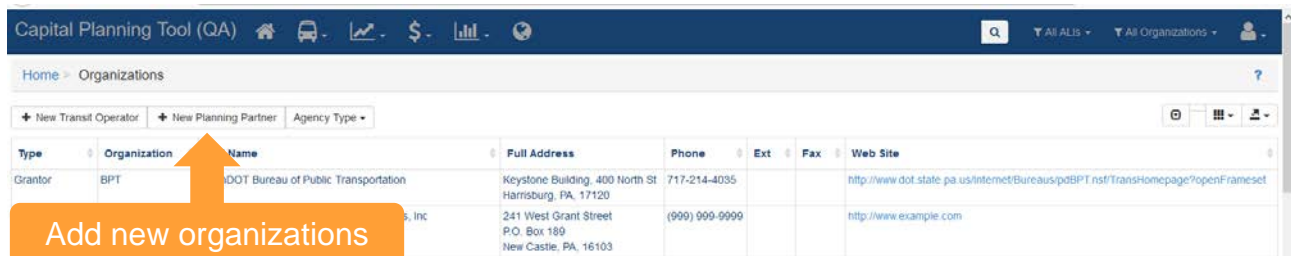 Capital Planning Tool (QA) $ All ALIs All Organizations
Home > Organizations ?
+ New Transit Operator + New Planning Partner Agency Type
Type Organization Name Full Address Phone Ext Fax Web Site
Grantor BPT nDOT Bureau of Public Transportation Keystone Building, 400 North St 717-214-4035 http://www.dot.state.pa.us/Internet/Bureaus/pdBPT.nsf/TransHomepage?openFrameset
Harrisburg, PA, 17120
s, Inc 241 West Grant Street (999) 999-9999 http://www.example.com
P.O. Box 189
New Castle, PA, 16103
Add new organizations